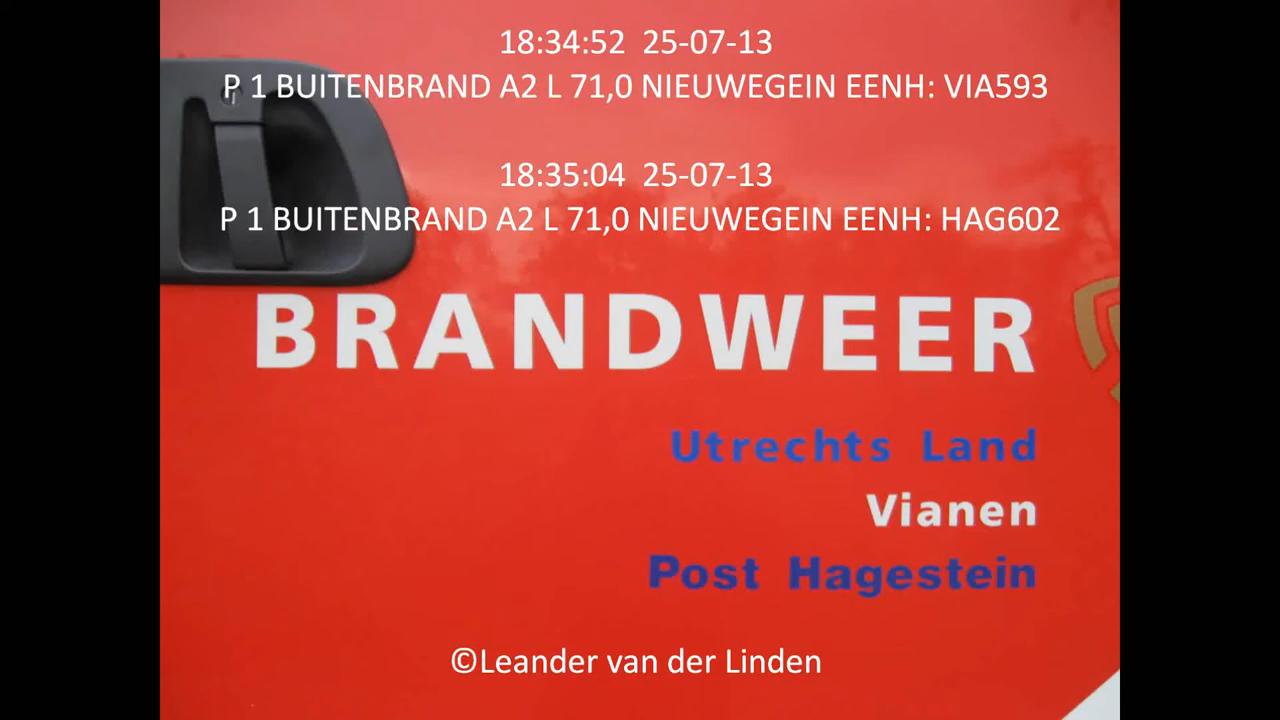 18:34:52 25-07-13
P 1 BUITENBRAND A2 L 71,0 NIEUWEGEIN EENH: VIA593
18:35:04 25-07-13
P 1 BUITENBRAND A2 L 71,0 NIEUWEGEIN EENH: HAG602
BRANDWEER
Utrechts Land
Vianen
Post Hagestein
©Leander van der Linden